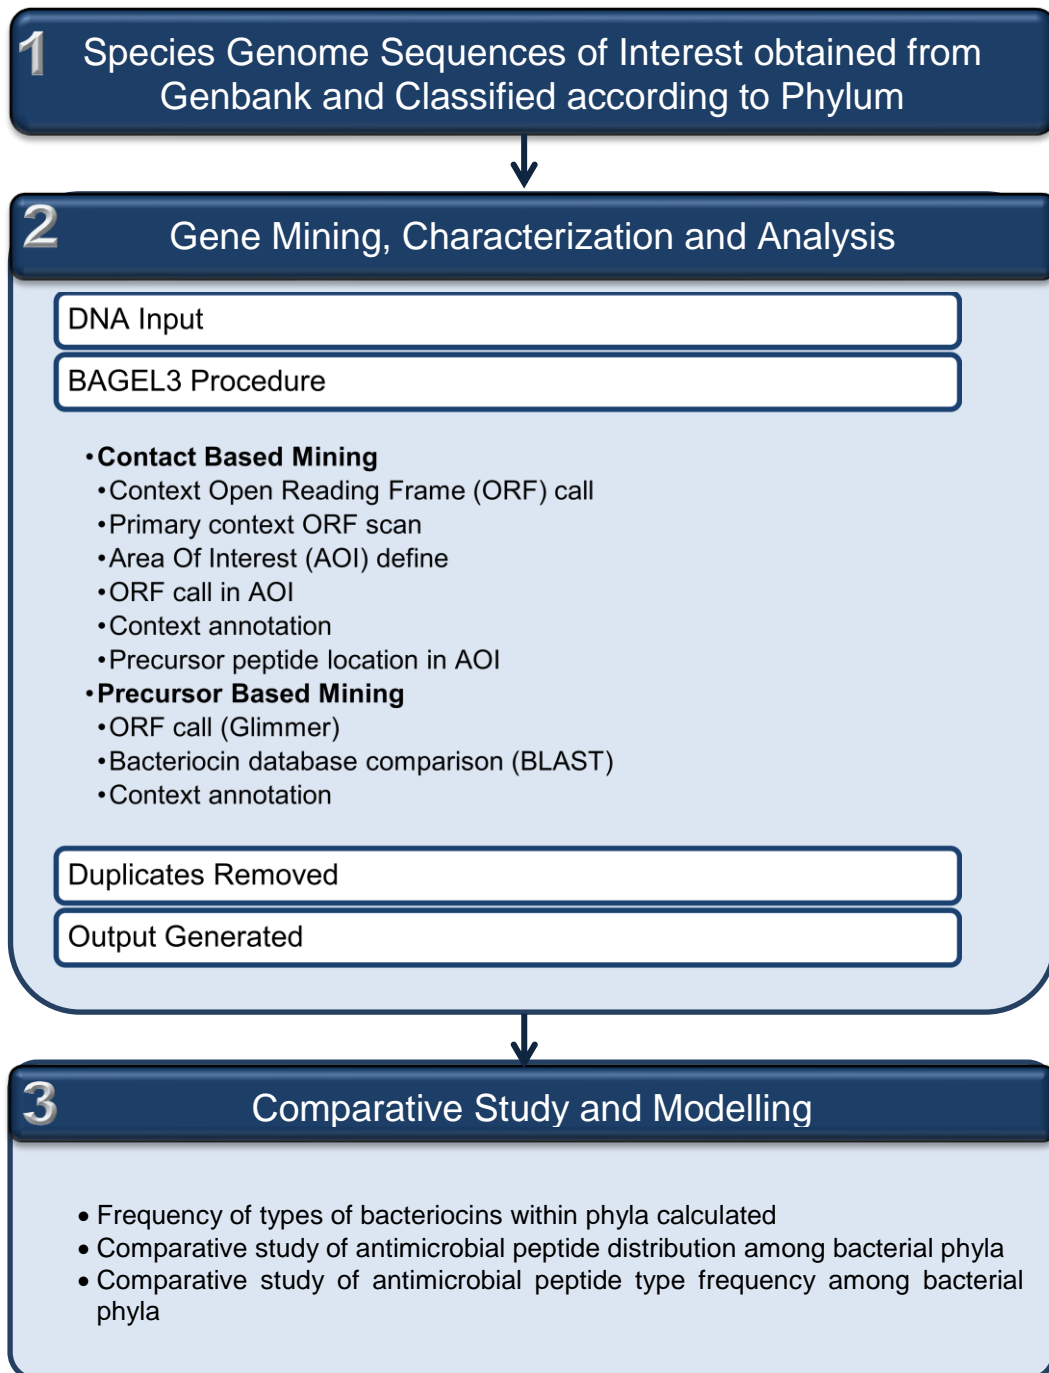 1
Species Genome Sequences of Interest obtained from
Genbank and Classified according to Phylum
2
Gene Mining, Characterization and Analysis
DNA Input
BAGEL3 Procedure
•Contact Based Mining
•Context Open Reading Frame (ORF) call
•Primary context ORF scan
•Area Of Interest (AOI) define
•ORF call in AOI
•Context annotation
•Precursor peptide location in AOI
•Precursor Based Mining
•ORF call (Glimmer)
•Bacteriocin database comparison (BLAST)
•Context annotation
Duplicates Removed
Output Generated
3
Comparative Study and Modelling
• Frequency of types of bacteriocins within phyla calculated
• Comparative study of antimicrobial peptide distribution among bacterial phyla
• Comparative study of antimicrobial peptide type frequency among bacterial
phyla